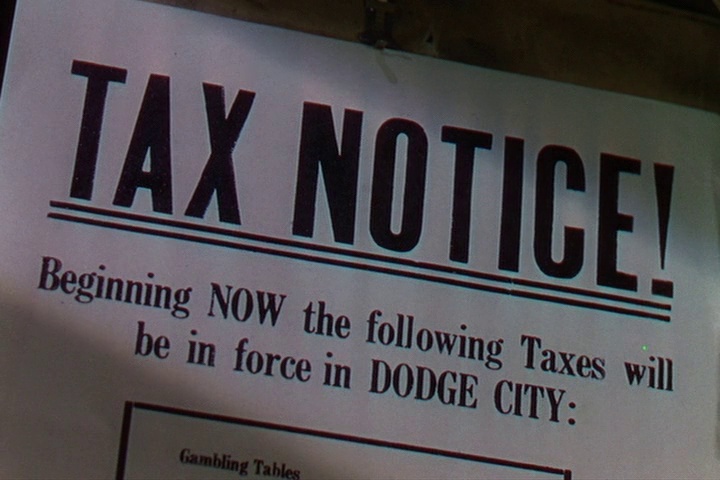 TAX NOTICE!
Beginning NOW the following Taxes will
be in force in DODGE CITY:
Gambling Tables